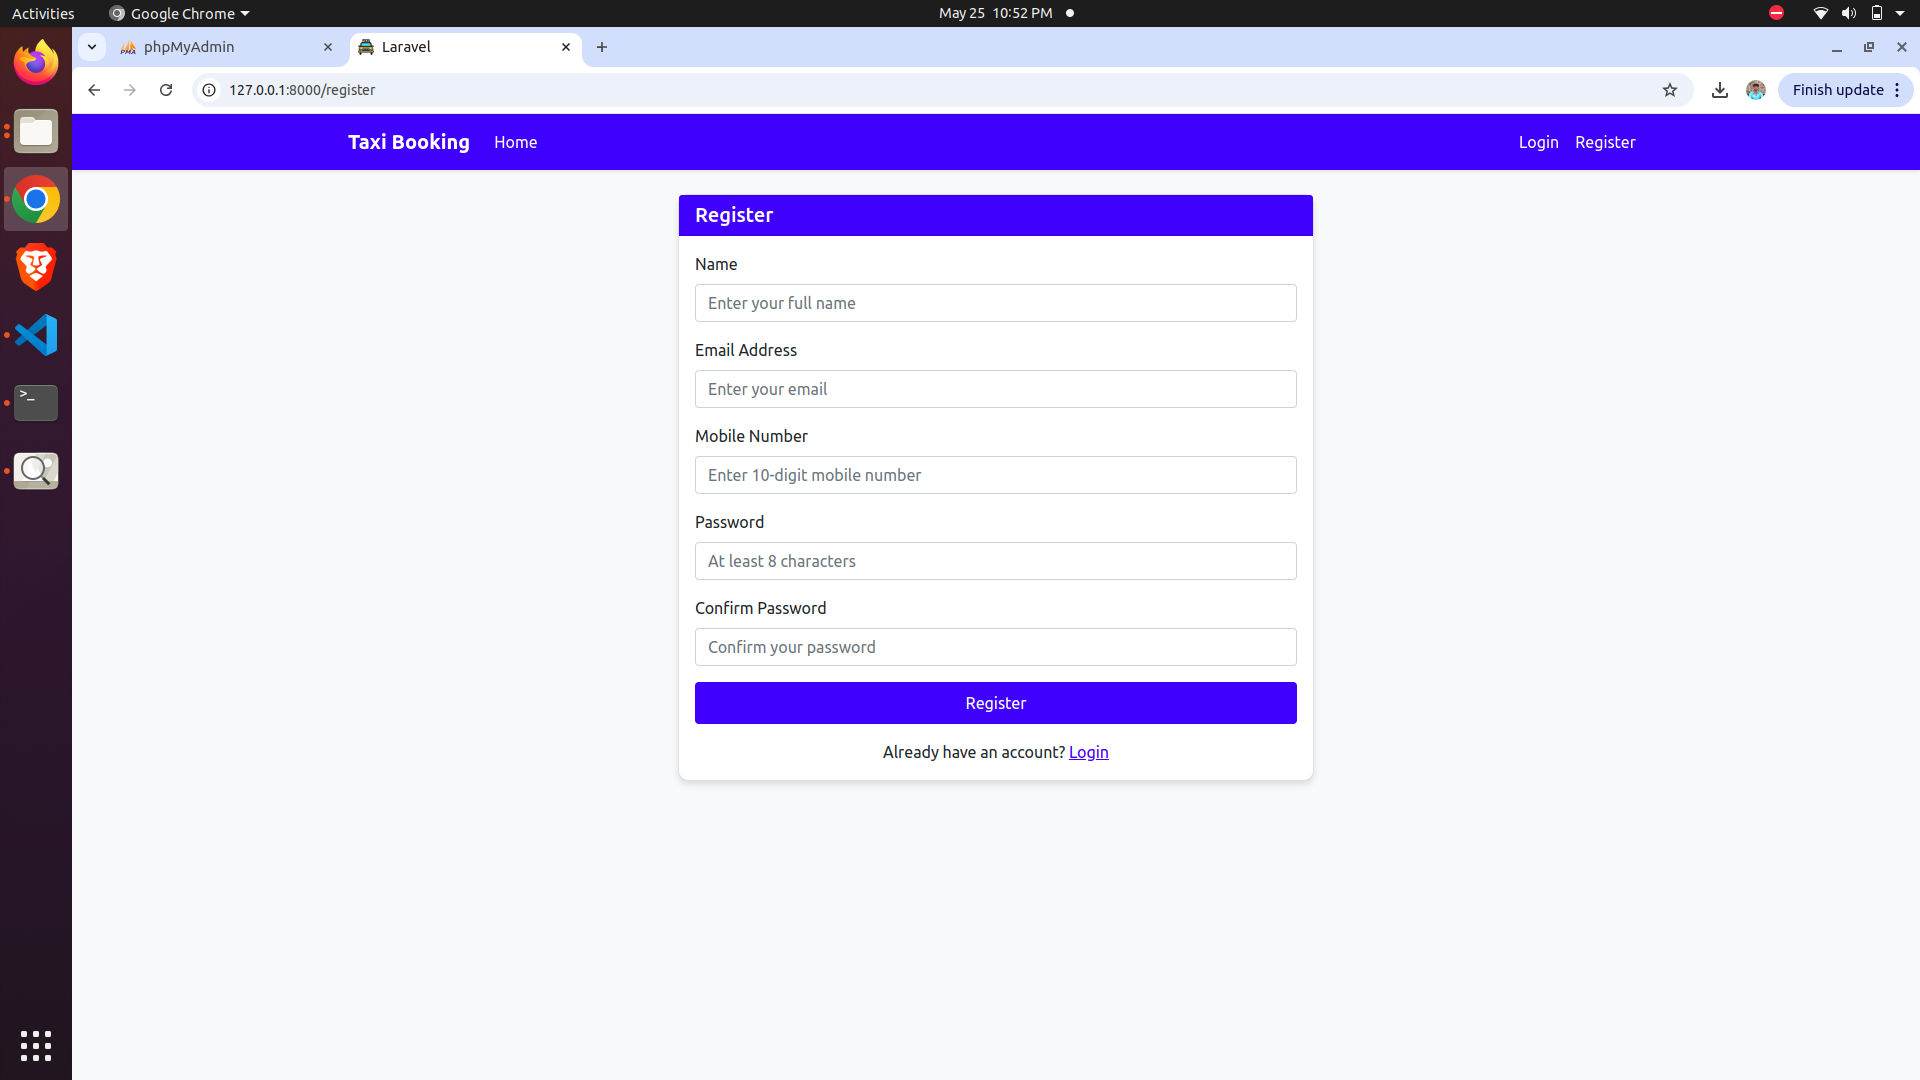 Activities
Google Chrome
May 25 10:52 PM
phpMyAdmin
Laravel
127.0.0.1:8000/register
Finish update
Taxi Booking
Home
Login
Register
Register
Name
Enter your full name
Email Address
Enter your email
Mobile Number
Enter 10-digit mobile number
Password
At least 8 characters
Confirm Password
Confirm your password
Register
Already have an account? Login